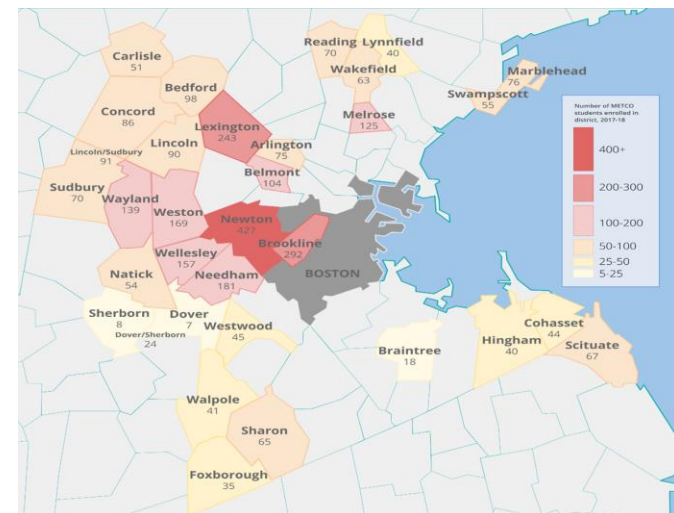 Carlisle
51
Reading
70
Lynnfield
40
Wakefield
63
Marblehead
76
Swampscott
55
Bedford
98
Concord
86
Lexington
243
Melrose
125
Lincoln/Sudbury
91
Lincoln
90
Arlington
75
Belmont
104
Sudbury
70
Wayland
139
Weston
169
Newton
427
Brookline
292
BOSTON
Wellesley
157
Needham
181
Natick
54
Sherborn
8
Dover
7
Dover/Sherborn
24
Westwood
45
Braintree
18
Hingham
40
Cohasset
44
Scituate
67
Walpole
41
Sharon
65
Foxborough
35
Number of METCO
students enrolled in
district, 2017-18
400+
200-300
100-200
50-100
25-50
5-25